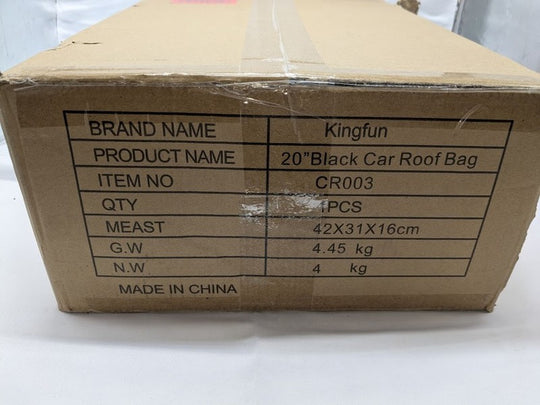 BRAND NAME Kingfun
PRODUCT NAME 20”Black Car Roof Bag
ITEM NO CR003
QTY 1PCS
MEAST 42X31X16cm
G.W 4.45 kg
N.W 4 kg
MADE IN CHINA